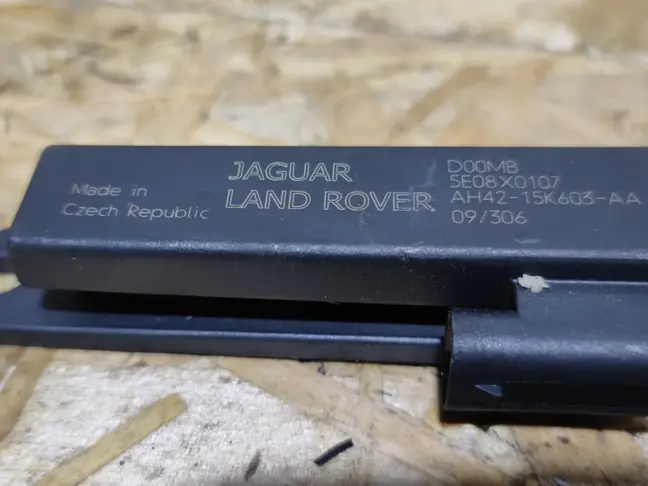 Made in
Czech Republic
JAGUAR
LAND ROVER
D00MB
5E08X0107
AH42-15K603-AA
09/306